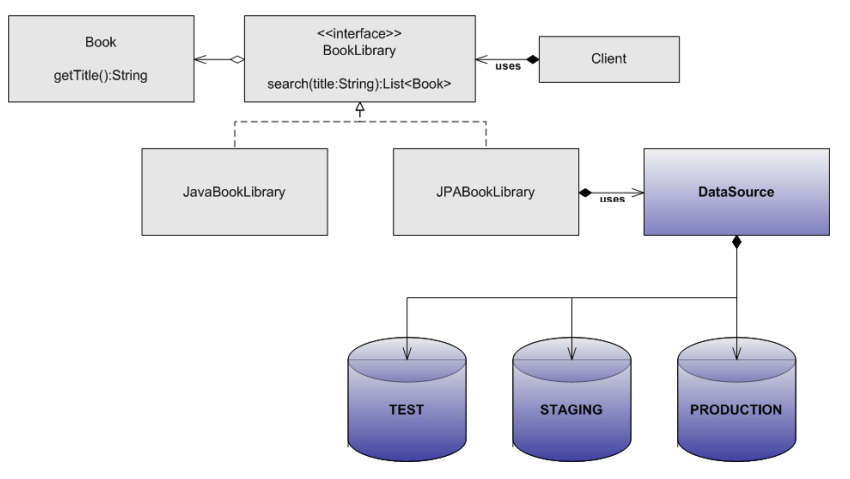 Book
getTitle():String
<<interface>>
BookLibrary
search(title:String):List<Book>
uses
Client
JavaBookLibrary
JPABookLibrary
uses
DataSource
TEST
STAGING
PRODUCTION